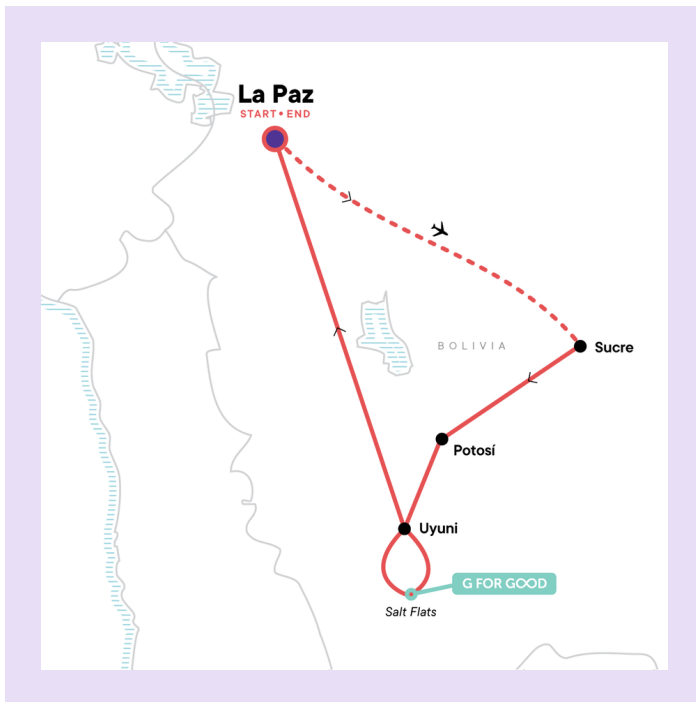 La Paz
START • END
BOLIVIA
Sucre
Potosí
Uyuni
G FOR GOOD
Salt Flats